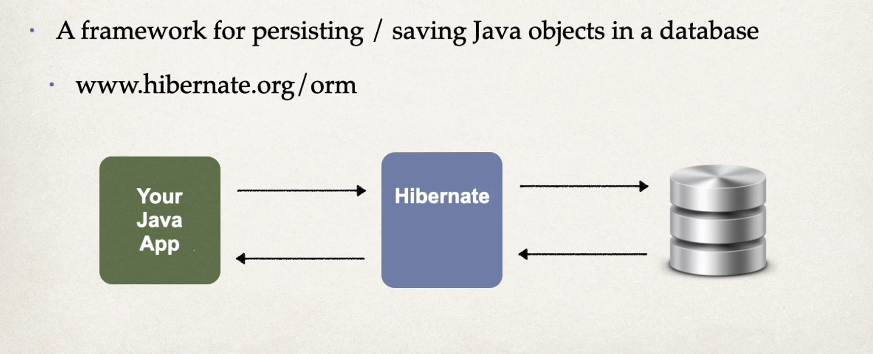 A framework for persisting / saving Java objects in a database
www.hibernate.org/orm
Your
Java
App
Hibernate